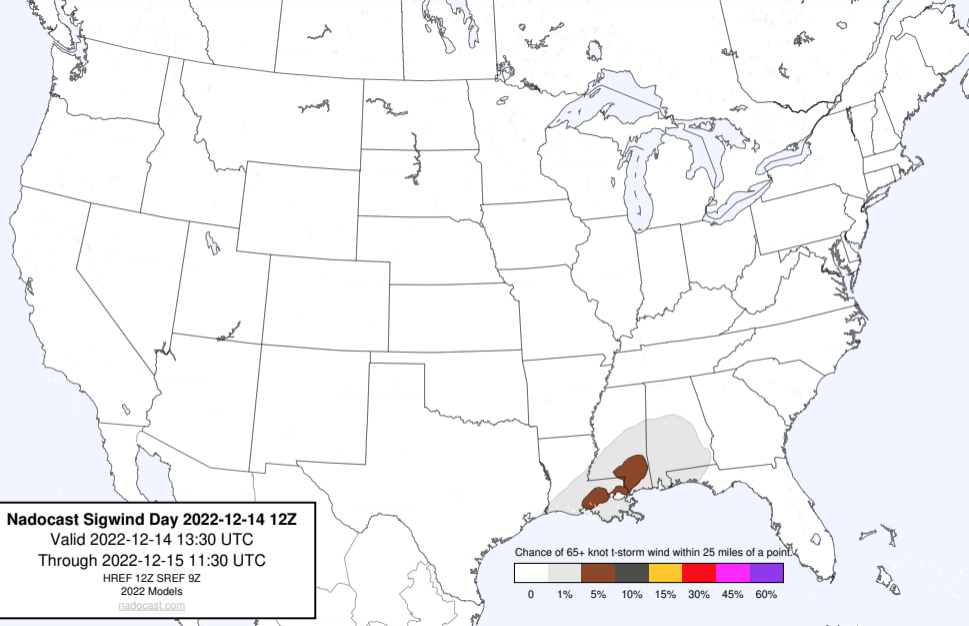 Nadocast Sigwind Day 2022-12-14 12Z
Valid 2022-12-14 13:30 UTC
Through 2022-12-15 11:30 UTC
HREF 12Z SREF 9Z
2022 Models
nadocast.com
Chance of 65+ knot t-storm wind within 25 miles of a point.
0 1% 5% 10% 15% 30% 45% 60%